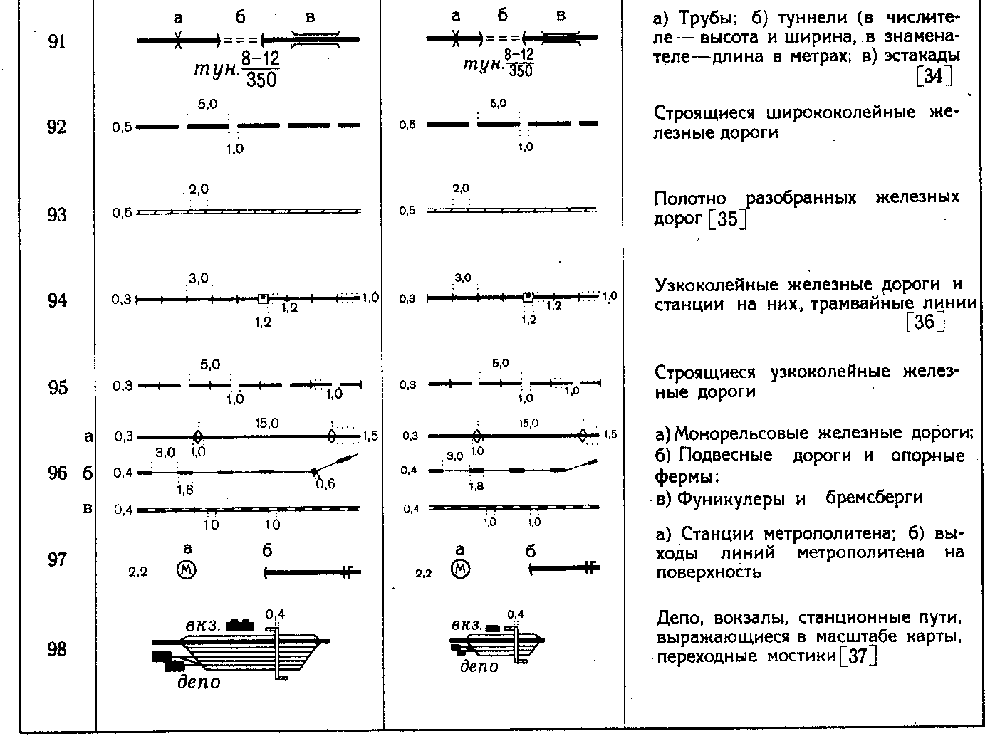 91
а б в
тун. 8–12
350
а б в
тун. 8–12
350
а) Трубы; б) туннели (в числите-
ле — высота и ширина, в знамена-
теле — длина в метрах; в) эстакады
[34]
92
5,0
0,5
1,0
5,0
0,5
1,0
Строящиеся ширококолейные же-
лезные дороги
93
2,0
0,5
2,0
0,5
Полотно разобранных железных
дорог [35]
94
3,0
0,3 1,0
1,2
1,2
3,0
0,3 1,0
1,2
1,2
Узкоколейные железные дороги и
станции на них, трамвайные линии
[36]
95
5,0
0,3
1,0 1,0
5,0
0,3
1,0 1,0
Строящиеся узкоколейные желез-
ные дороги
96
а
15,0
0,3 1,5
1,0
15,0
0,3 1,5
1,0
а) Монорельсовые железные дороги;
б
3,0
0,4
1,8 0,6
3,0
0,4
1,8
б) Подвесные дороги и опорные
фермы;
в
0,4
1,0 1,0
0,4
1,0 1,0
в) Фуникулеры и бремсберги
97
а б
2,2 М
а б
2,2 М
а) Станции метрополитена; б) вы-
ходы линий метрополитена на
поверхность
98
0,4
вкз.
депо
0,4
вкз.
депо
Депо, вокзалы, станционные пути,
выражающиеся в масштабе карты,
переходные мостики [37]